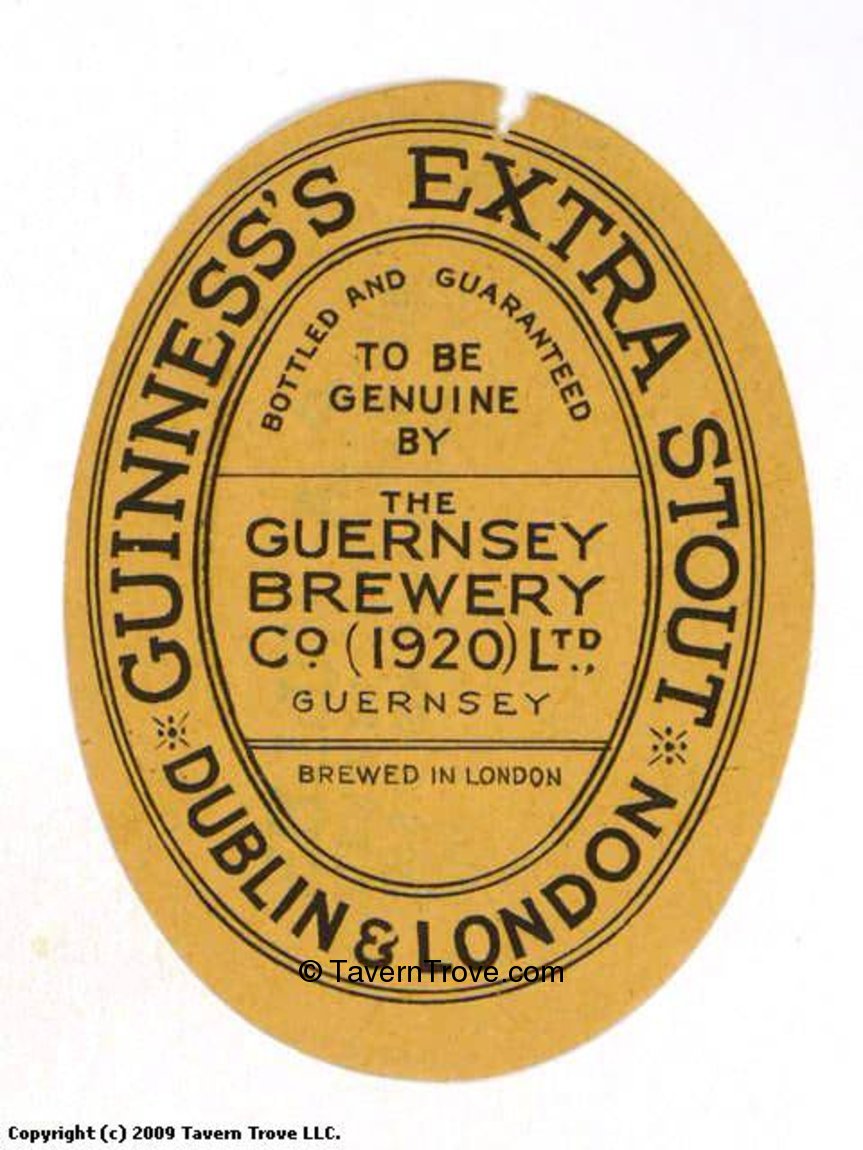 GUINNESS'S EXTRA STOUT
BOTTLED AND GUARANTEED
TO BE
GENUINE
BY
THE
GUERNSEY
BREWERY
CO (1920) LTD.,
GUERNSEY
BREWED IN LONDON
DUBLIN & LONDON
© TavernTrove.com
Copyright (c) 2009 Tavern Trove LLC.